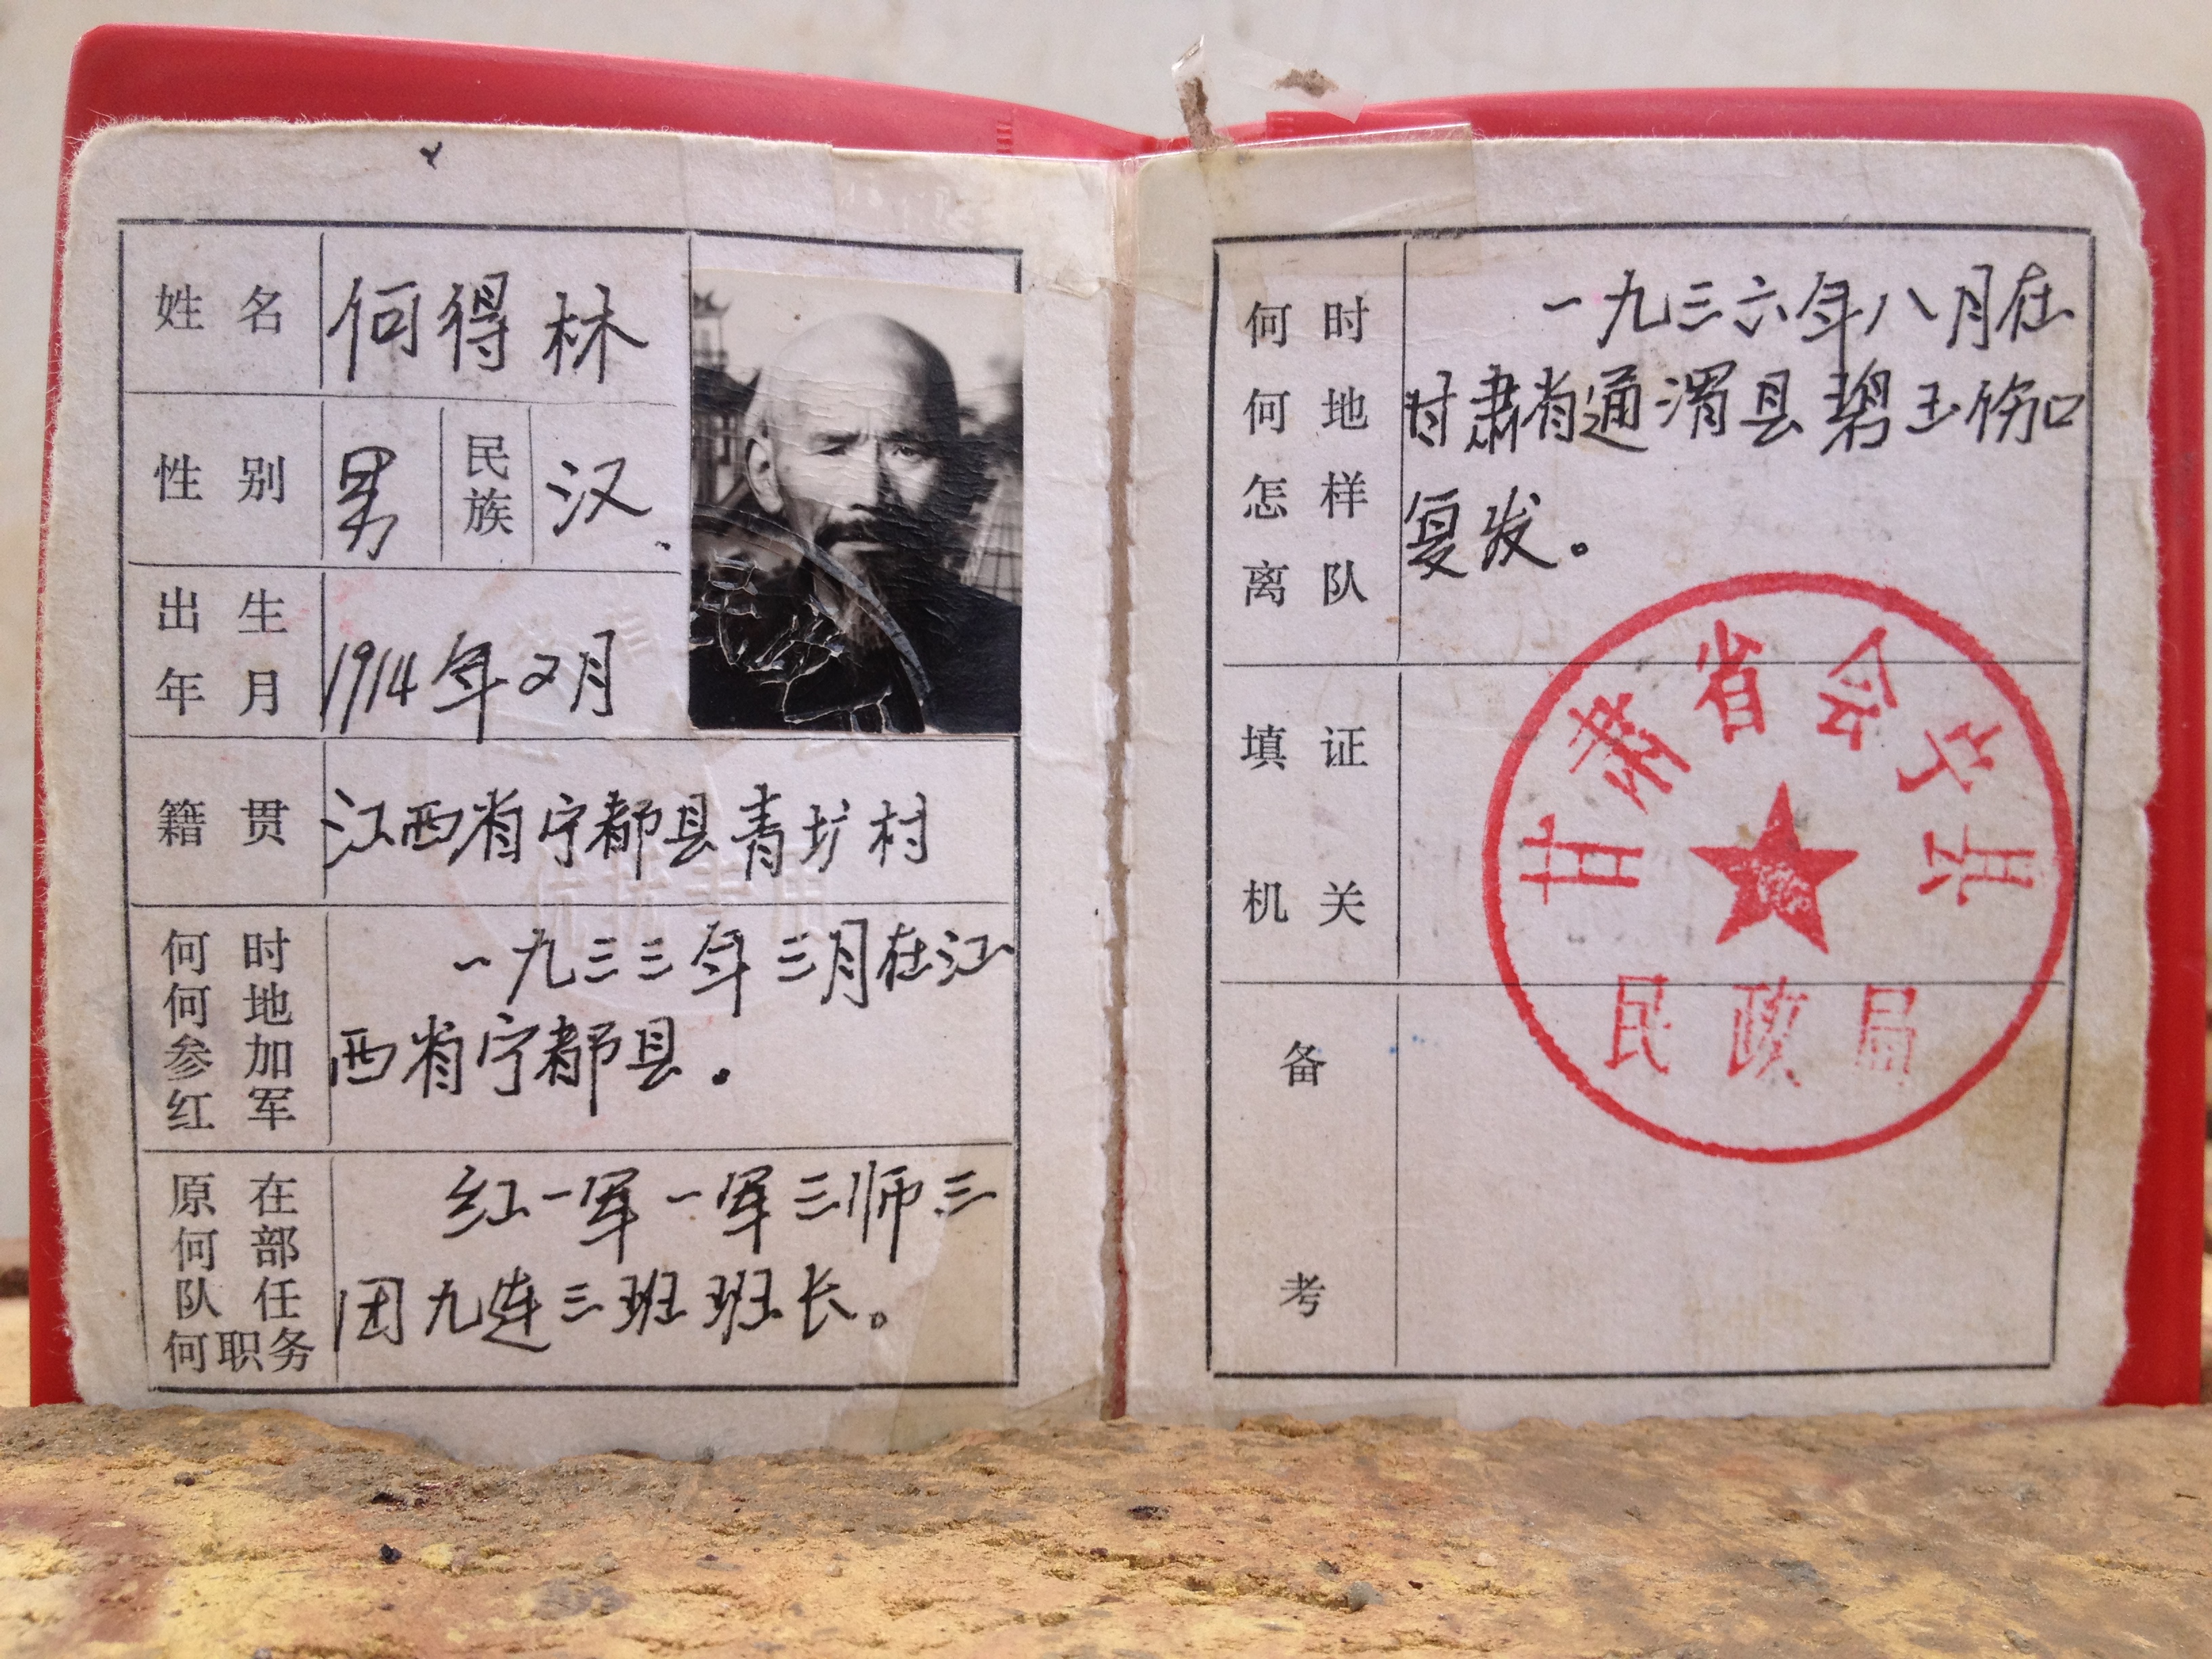 姓名 何得林
性别 男 民族 汉
出生年月 1914年2月
籍贯 江西省宁都县青圹村
何时何地参加红军
一九三三年三月在江
西省宁都县.
原在何部队任何职务
红一军一军三师三
团九连三班班长。
何时何地怎样离队
一九三六年八月在
甘肃省通渭县碧玉伤口
复发。
填证机关
甘肃省会宁县
民政局
备考